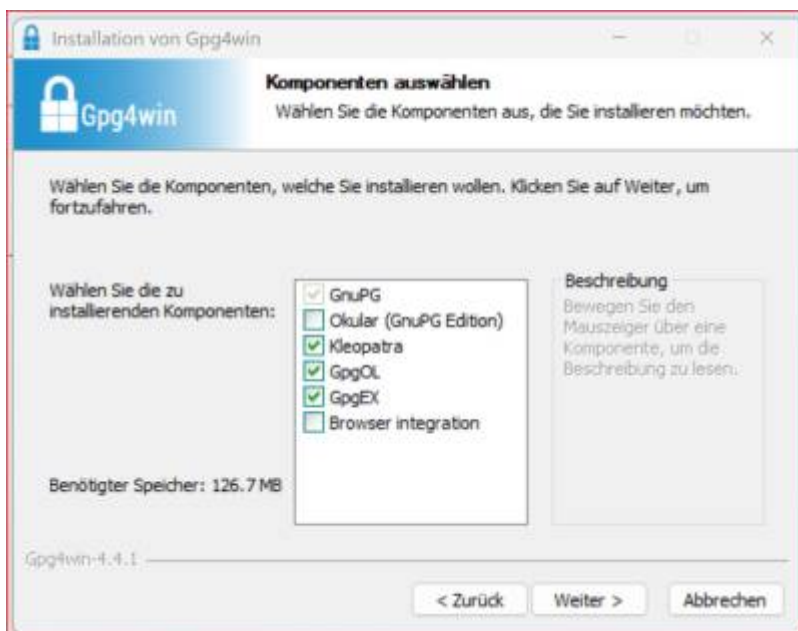 Installation von Gpg4win
Gpg4win
Komponenten auswählen
Wählen Sie die Komponenten aus, die Sie installieren möchten.
Wählen Sie die Komponenten, welche Sie installieren wollen. Klicken Sie auf Weiter, um
fortzufahren.
Wählen Sie die zu
installierenden Komponenten:
GnuPG
Okular (GnuPG Edition)
Kleopatra
GpgOL
GpgEX
Browser integration
Beschreibung
Bewegen Sie den
Mauszeiger über eine
Komponente, um die
Beschreibung zu lesen.
Benötigter Speicher: 126.7 MB
Gpg4win-4.4.1
< Zurück
Weiter >
Abbrechen